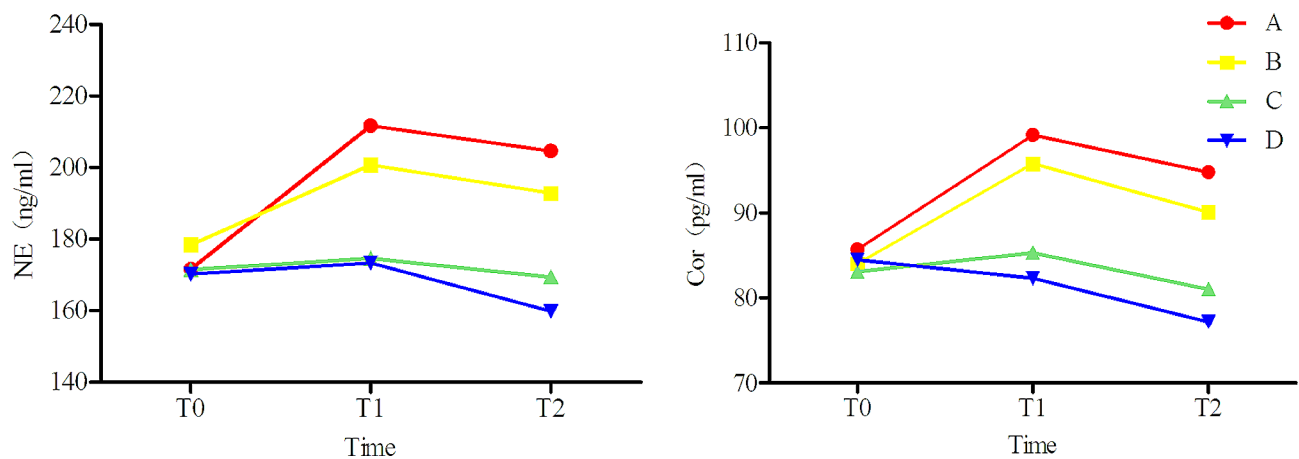 NE（ng/ml）
240
220
200
180
160
140
T0
T1
T2
Time
Cor（pg/ml）
110
100
90
80
70
T0
T1
T2
Time
A
B
C
D